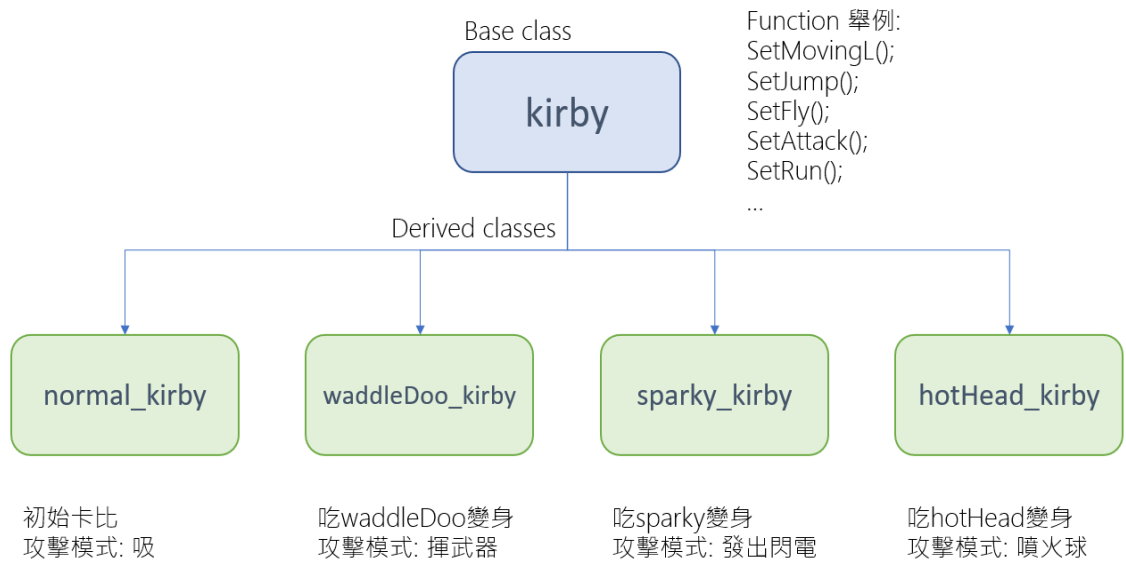 Base class
kirby
Function 舉例:
SetMovingL();
SetJump();
SetFly();
SetAttack();
SetRun();
...
Derived classes
normal_kirby
waddleDoo_kirby
sparky_kirby
hotHead_kirby
初始卡比
攻擊模式: 吸
吃waddleDoo變身
攻擊模式: 揮武器
吃sparky變身
攻擊模式: 發出閃電
吃hotHead變身
攻擊模式: 噴火球